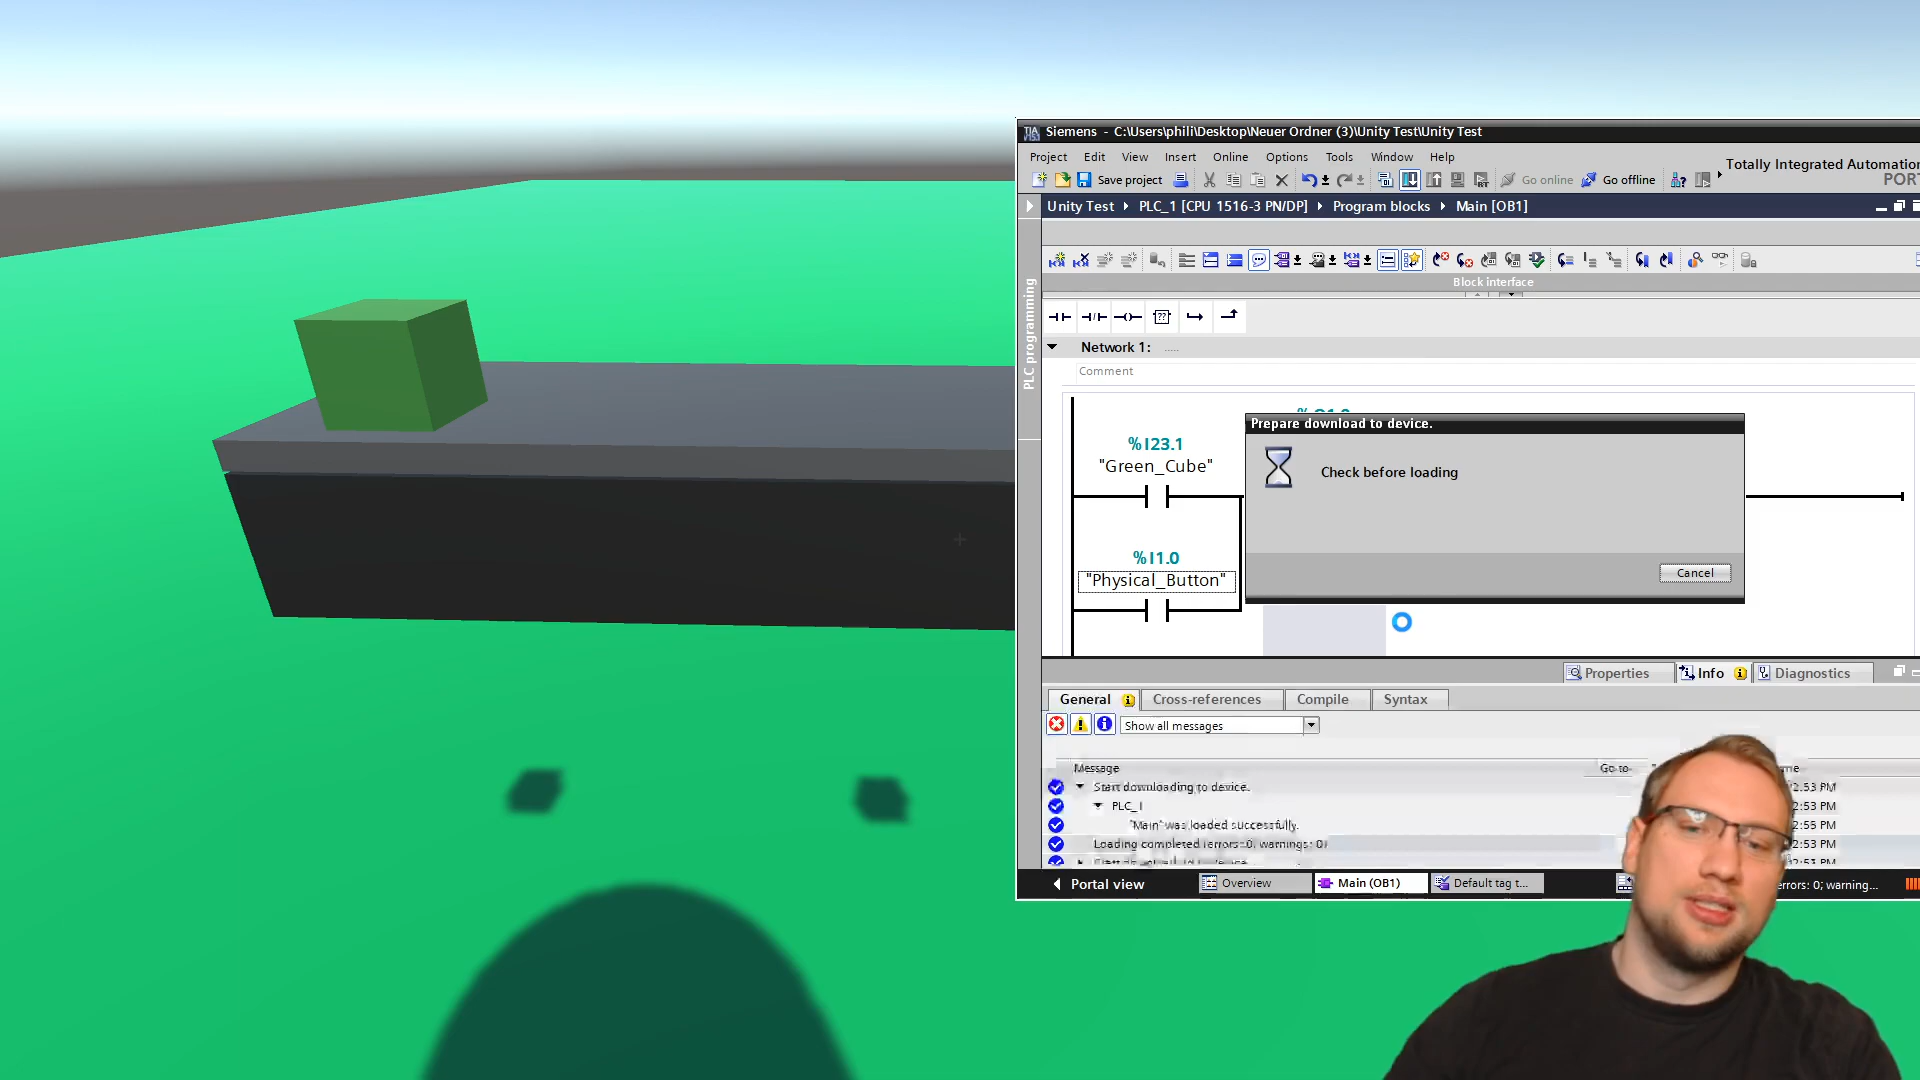 Siemens - C:\Users\phili\Desktop\Neuer Ordner (3)\Unity Test\Unity Test
Project Edit View Insert Online Options Tools Window Help
Totally Integrated Automation
PORT
Save project Go online Go offline
Unity Test PLC_1 [CPU 1516-3 PN/DP] Program blocks Main [OB1]
Block interface
PLC programming
Network 1: .....
Comment
%I23.1
"Green_Cube"
%I1.0
"Physical_Button"
Prepare download to device.
Check before loading
Cancel
Properties Info Diagnostics
General Cross-references Compile Syntax
Show all messages
Message Go to
Start downloading to device. 2:53 PM
PLC_1 2:53 PM
'Main' was loaded successfully. 2:55 PM
Loading completed (errors: 0; warnings: 0) 2:53 PM
2:53 PM
Portal view Overview Main (OB1) Default tag t... errors: 0; warning...